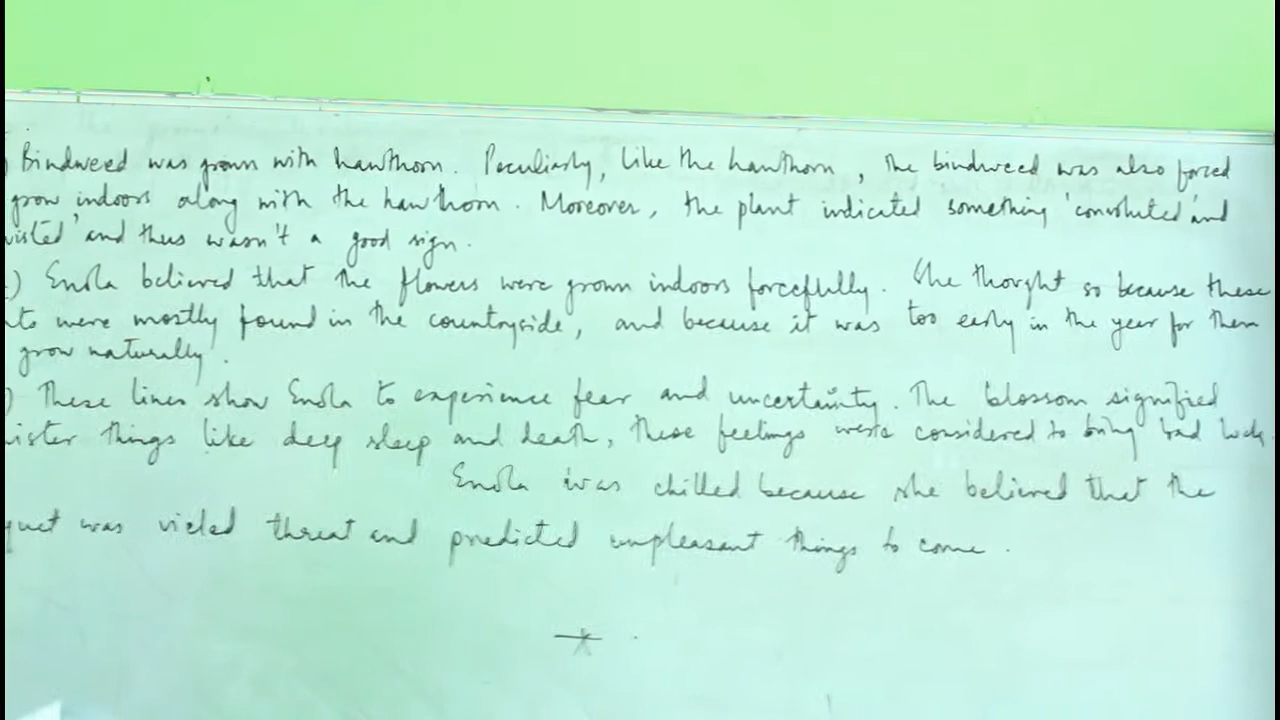 ) Bindweed was grown with hawthorn. Peculiarly, like the hawthorn, the bindweed was also forced
grow indoors along with the hawthorn. Moreover, the plant indicated something 'convoluted' and
wisted' and thus wasn't a good sign.
) Enola believed that the flowers were grown indoors forcefully. She thought so because these
nts were mostly found in the countryside, and because it was too early in the year for them
grow naturally.
) These lines show Enola to experience fear and uncertainty. The blossom signified
nister things like deep sleep and death, these feelings were considered to bring bad luck.
Enola was chilled because she believed that the
quet was vieled threat and predicted unpleasant things to come.